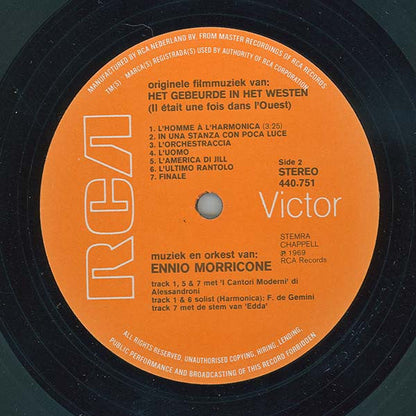 MANUFACTURED BY RCA NEDERLAND BV. FROM MASTER RECORDINGS OF RCA RECORDS
TM(S) - MARCA(S) REGISTRADA(S) USED BY AUTHORITY OF RCA CORPORATION
originele filmmuziek van:
HET GEBEURDE IN HET WESTEN
(Il était une fois dans l'Ouest)
1. L'HOMME À L'HARMONICA (3:25)
2. IN UNA STANZA CON POCA LUCE
3. L'ORCHESTRACCIA
4. L'UOMO
5. L'AMERICA DI JILL
6. L'ULTIMO RANTOLO
7. FINALE
Side 2
STEREO
440.751
RCA
Victor
STEMRA
CHAPPELL
℗ 1969
RCA Records
muziek en orkest van:
ENNIO MORRICONE
track 1, 5 & 7 met 'I Cantori Moderni' di
Alessandroni
track 1 & 6 solist (Harmonica): F. de Gemini
track 7 met de stem van 'Edda'
ALL RIGHTS RESERVED. UNAUTHORISED COPYING, HIRING, LENDING,
PUBLIC PERFORMANCE AND BROADCASTING OF THIS RECORD FORBIDDEN